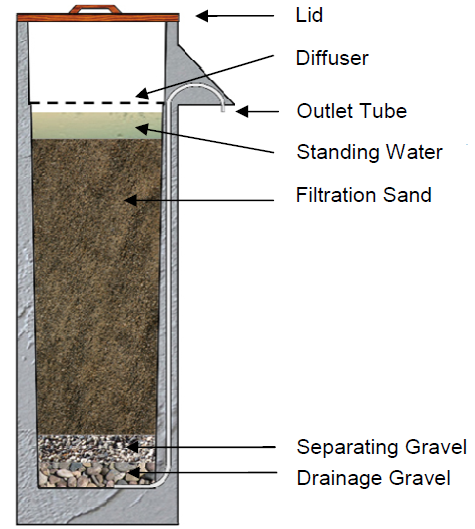 Lid
Diffuser
Outlet Tube
Standing Water
Filtration Sand
Separating Gravel
Drainage Gravel